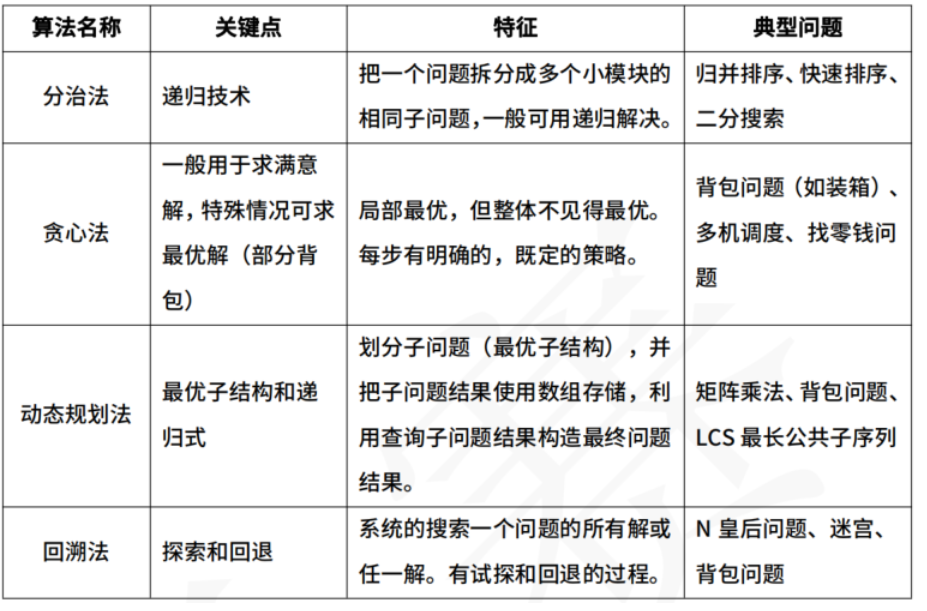 算法名称
关键点
特征
典型问题
分治法
递归技术
把一个问题拆分成多个小模块的
相同子问题，一般可用递归解决。
归并排序、快速排序、
二分搜索
贪心法
一般用于求满意
解，特殊情况可求
最优解（部分背
包）
局部最优，但整体不见得最优。
每步有明确的，既定的策略。
背包问题（如装箱）、
多机调度、找零钱问
题
动态规划法
最优子结构和递
归式
划分子问题（最优子结构），并
把子问题结果使用数组存储，利
用查询子问题结果构造最终问题
结果。
矩阵乘法、背包问题、
LCS 最长公共子序列
回溯法
探索和回退
系统的搜索一个问题的所有解或
任一解。有试探和回退的过程。
N 皇后问题、迷宫、
背包问题